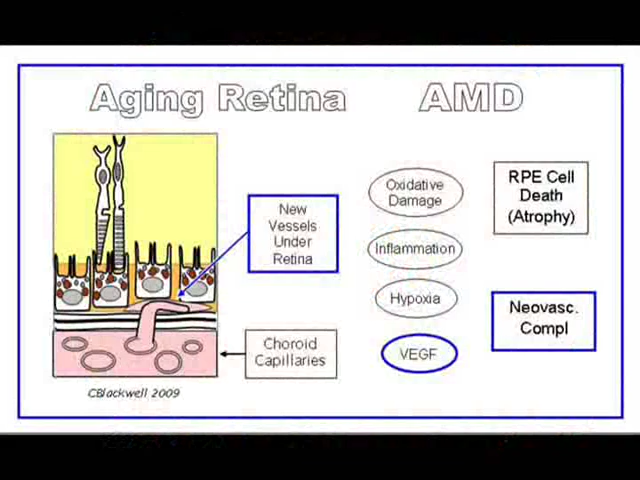 Aging Retina
AMD
New
Vessels
Under
Retina
Choroid
Capillaries
CBlackwell 2009
Oxidative
Damage
Inflammation
Hypoxia
VEGF
RPE Cell
Death
(Atrophy)
Neovasc.
Compl